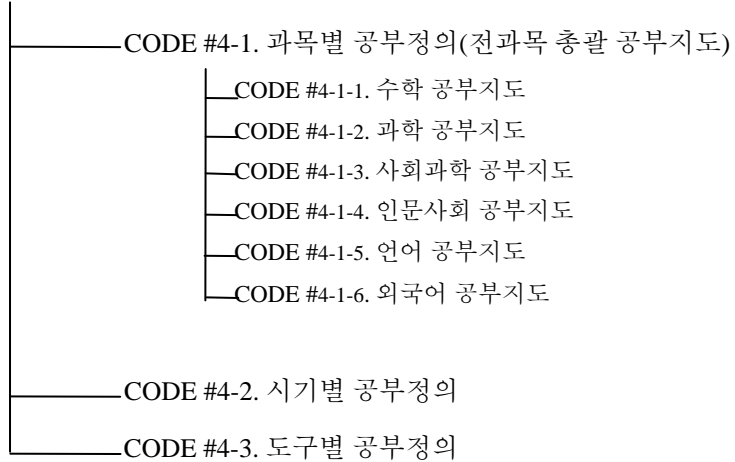 CODE #4-1. 과목별 공부정의(전과목 총괄 공부지도)
CODE #4-1-1. 수학 공부지도
CODE #4-1-2. 과학 공부지도
CODE #4-1-3. 사회과학 공부지도
CODE #4-1-4. 인문사회 공부지도
CODE #4-1-5. 언어 공부지도
CODE #4-1-6. 외국어 공부지도
CODE #4-2. 시기별 공부정의
CODE #4-3. 도구별 공부정의